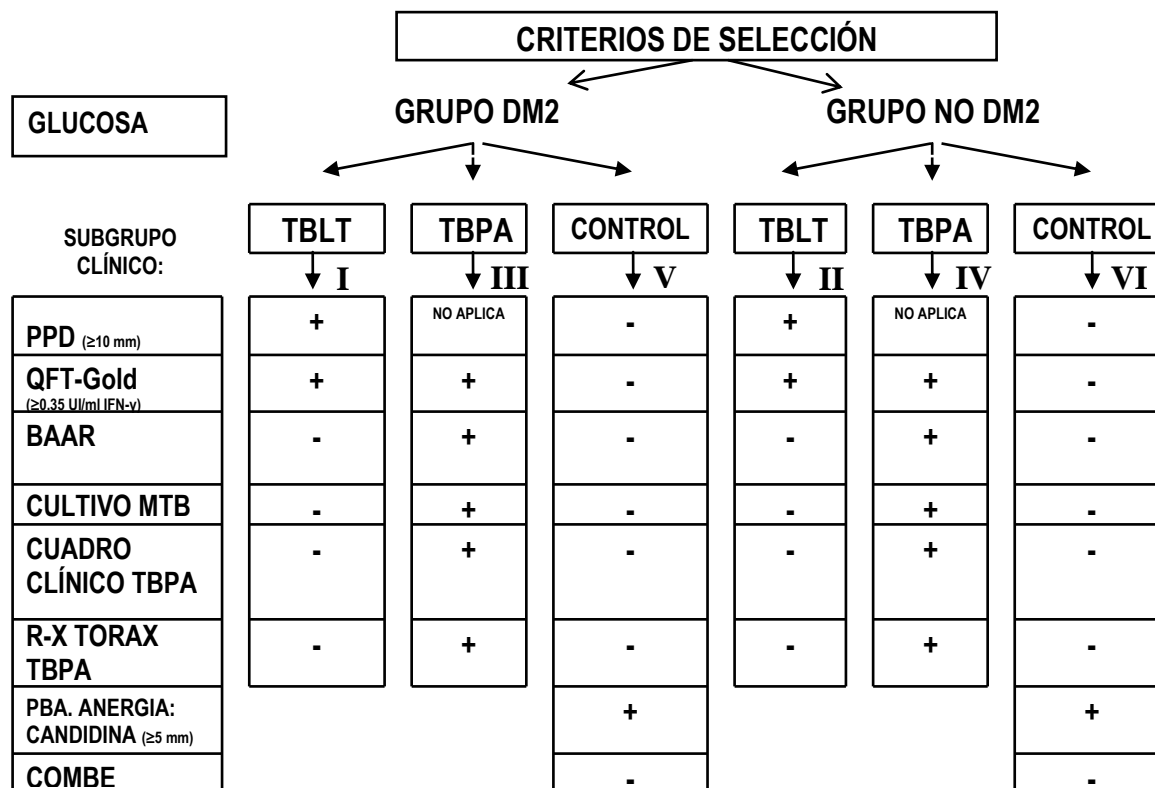 CRITERIOS DE SELECCIÓN
GLUCOSA
GRUPO DM2
GRUPO NO DM2
SUBGRUPO
CLÍNICO:
TBLT TBPA CONTROL TBLT TBPA CONTROL
I III V II IV VI
PPD (≥10 mm) + NO APLICA - + NO APLICA -
QFT-Gold + + - + + -
(≥0.35 UI/ml IFN-γ)
BAAR - + - - + -
CULTIVO MTB - + - - + -
CUADRO - + - - + -
CLÍNICO TBPA
R-X TORAX - + - - + -
TBPA
PBA. ANERGIA: + +
CANDIDINA (≥5 mm)
COMBE - -